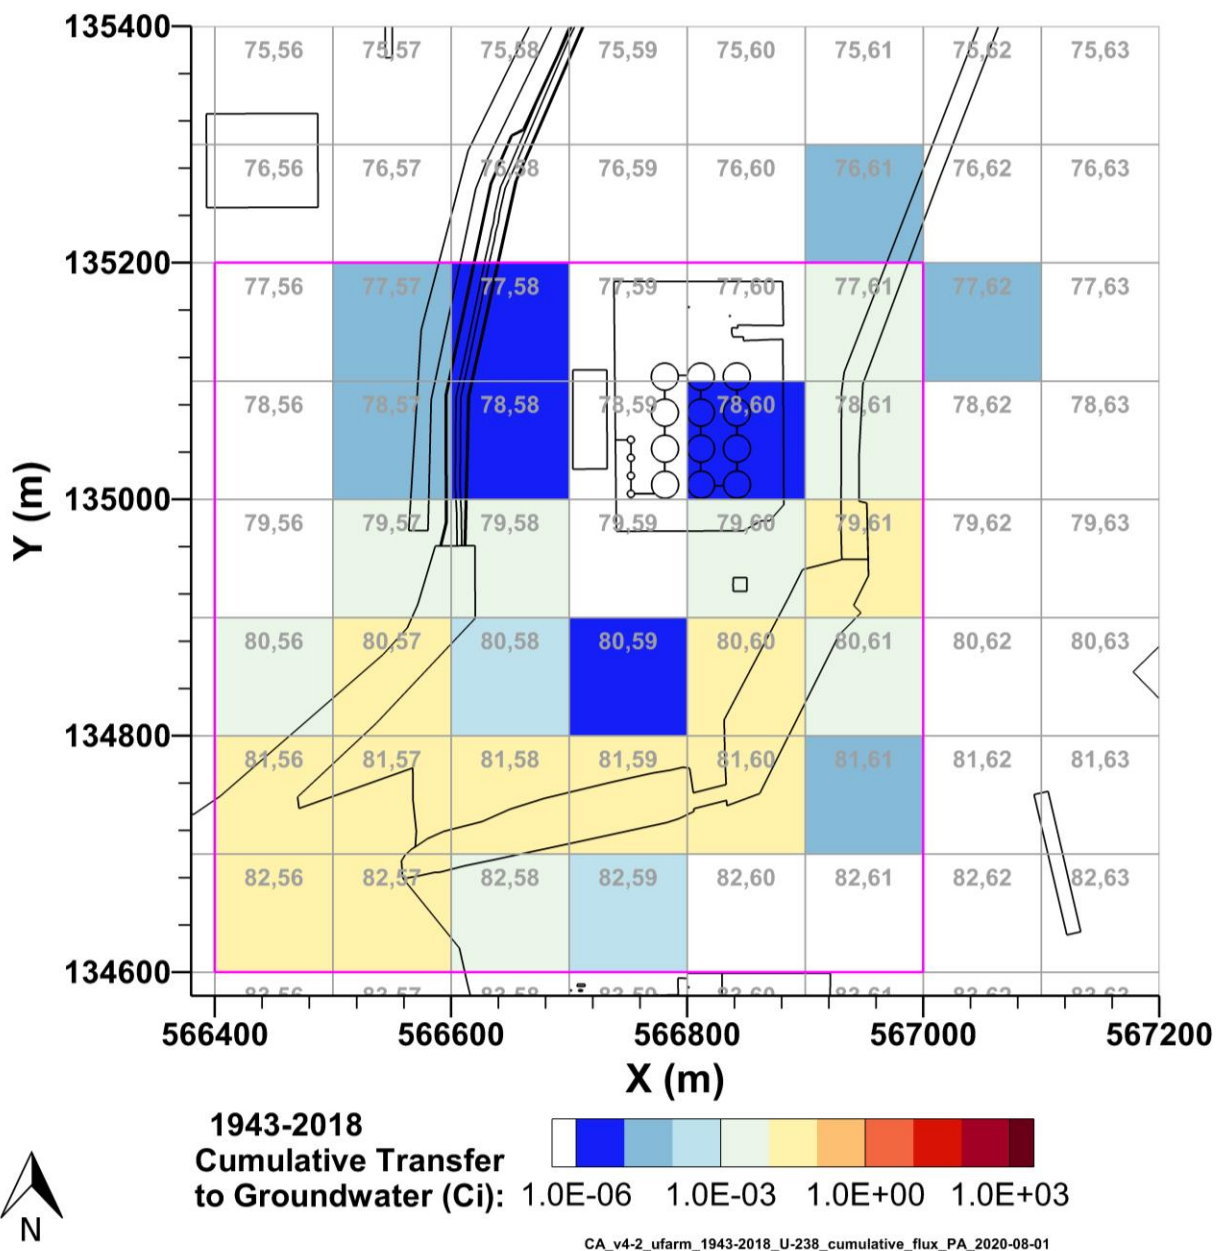 135400
75,56 75,57 75,58 75,59 75,60 75,61 75,62 75,63
76,56 76,57 76,58 76,59 76,60 76,61 76,62 76,63
135200
77,56 77,57 77,58 77,59 77,60 77,61 77,62 77,63
78,56 78,57 78,58 78,59 78,60 78,61 78,62 78,63
135000
79,56 79,57 79,58 79,59 79,60 79,61 79,62 79,63
Y (m)
80,56 80,57 80,58 80,59 80,60 80,61 80,62 80,63
134800
81,56 81,57 81,58 81,59 81,60 81,61 81,62 81,63
82,56 82,57 82,58 82,59 82,60 82,61 82,62 82,63
134600
566400 566600 566800 567000 567200
X (m)
1943-2018
Cumulative Transfer
to Groundwater (Ci): 1.0E-06 1.0E-03 1.0E+00 1.0E+03
N
CA_v4-2_ufarm_1943-2018_U-238_cumulative_flux_PA_2020-08-01